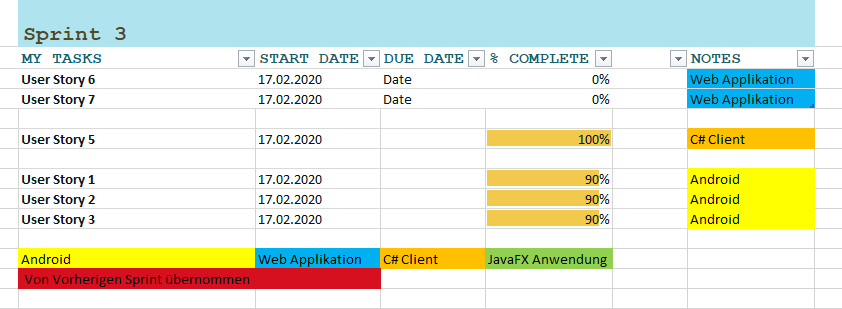 Sprint 3
MY TASKS START DATE DUE DATE % COMPLETE NOTES
User Story 6 17.02.2020 Date 0% Web Applikation
User Story 7 17.02.2020 Date 0% Web Applikation
User Story 5 17.02.2020 100% C# Client
User Story 1 17.02.2020 90% Android
User Story 2 17.02.2020 90% Android
User Story 3 17.02.2020 90% Android
Android Web Applikation C# Client JavaFX Anwendung
Von Vorherigen Sprint übernommen